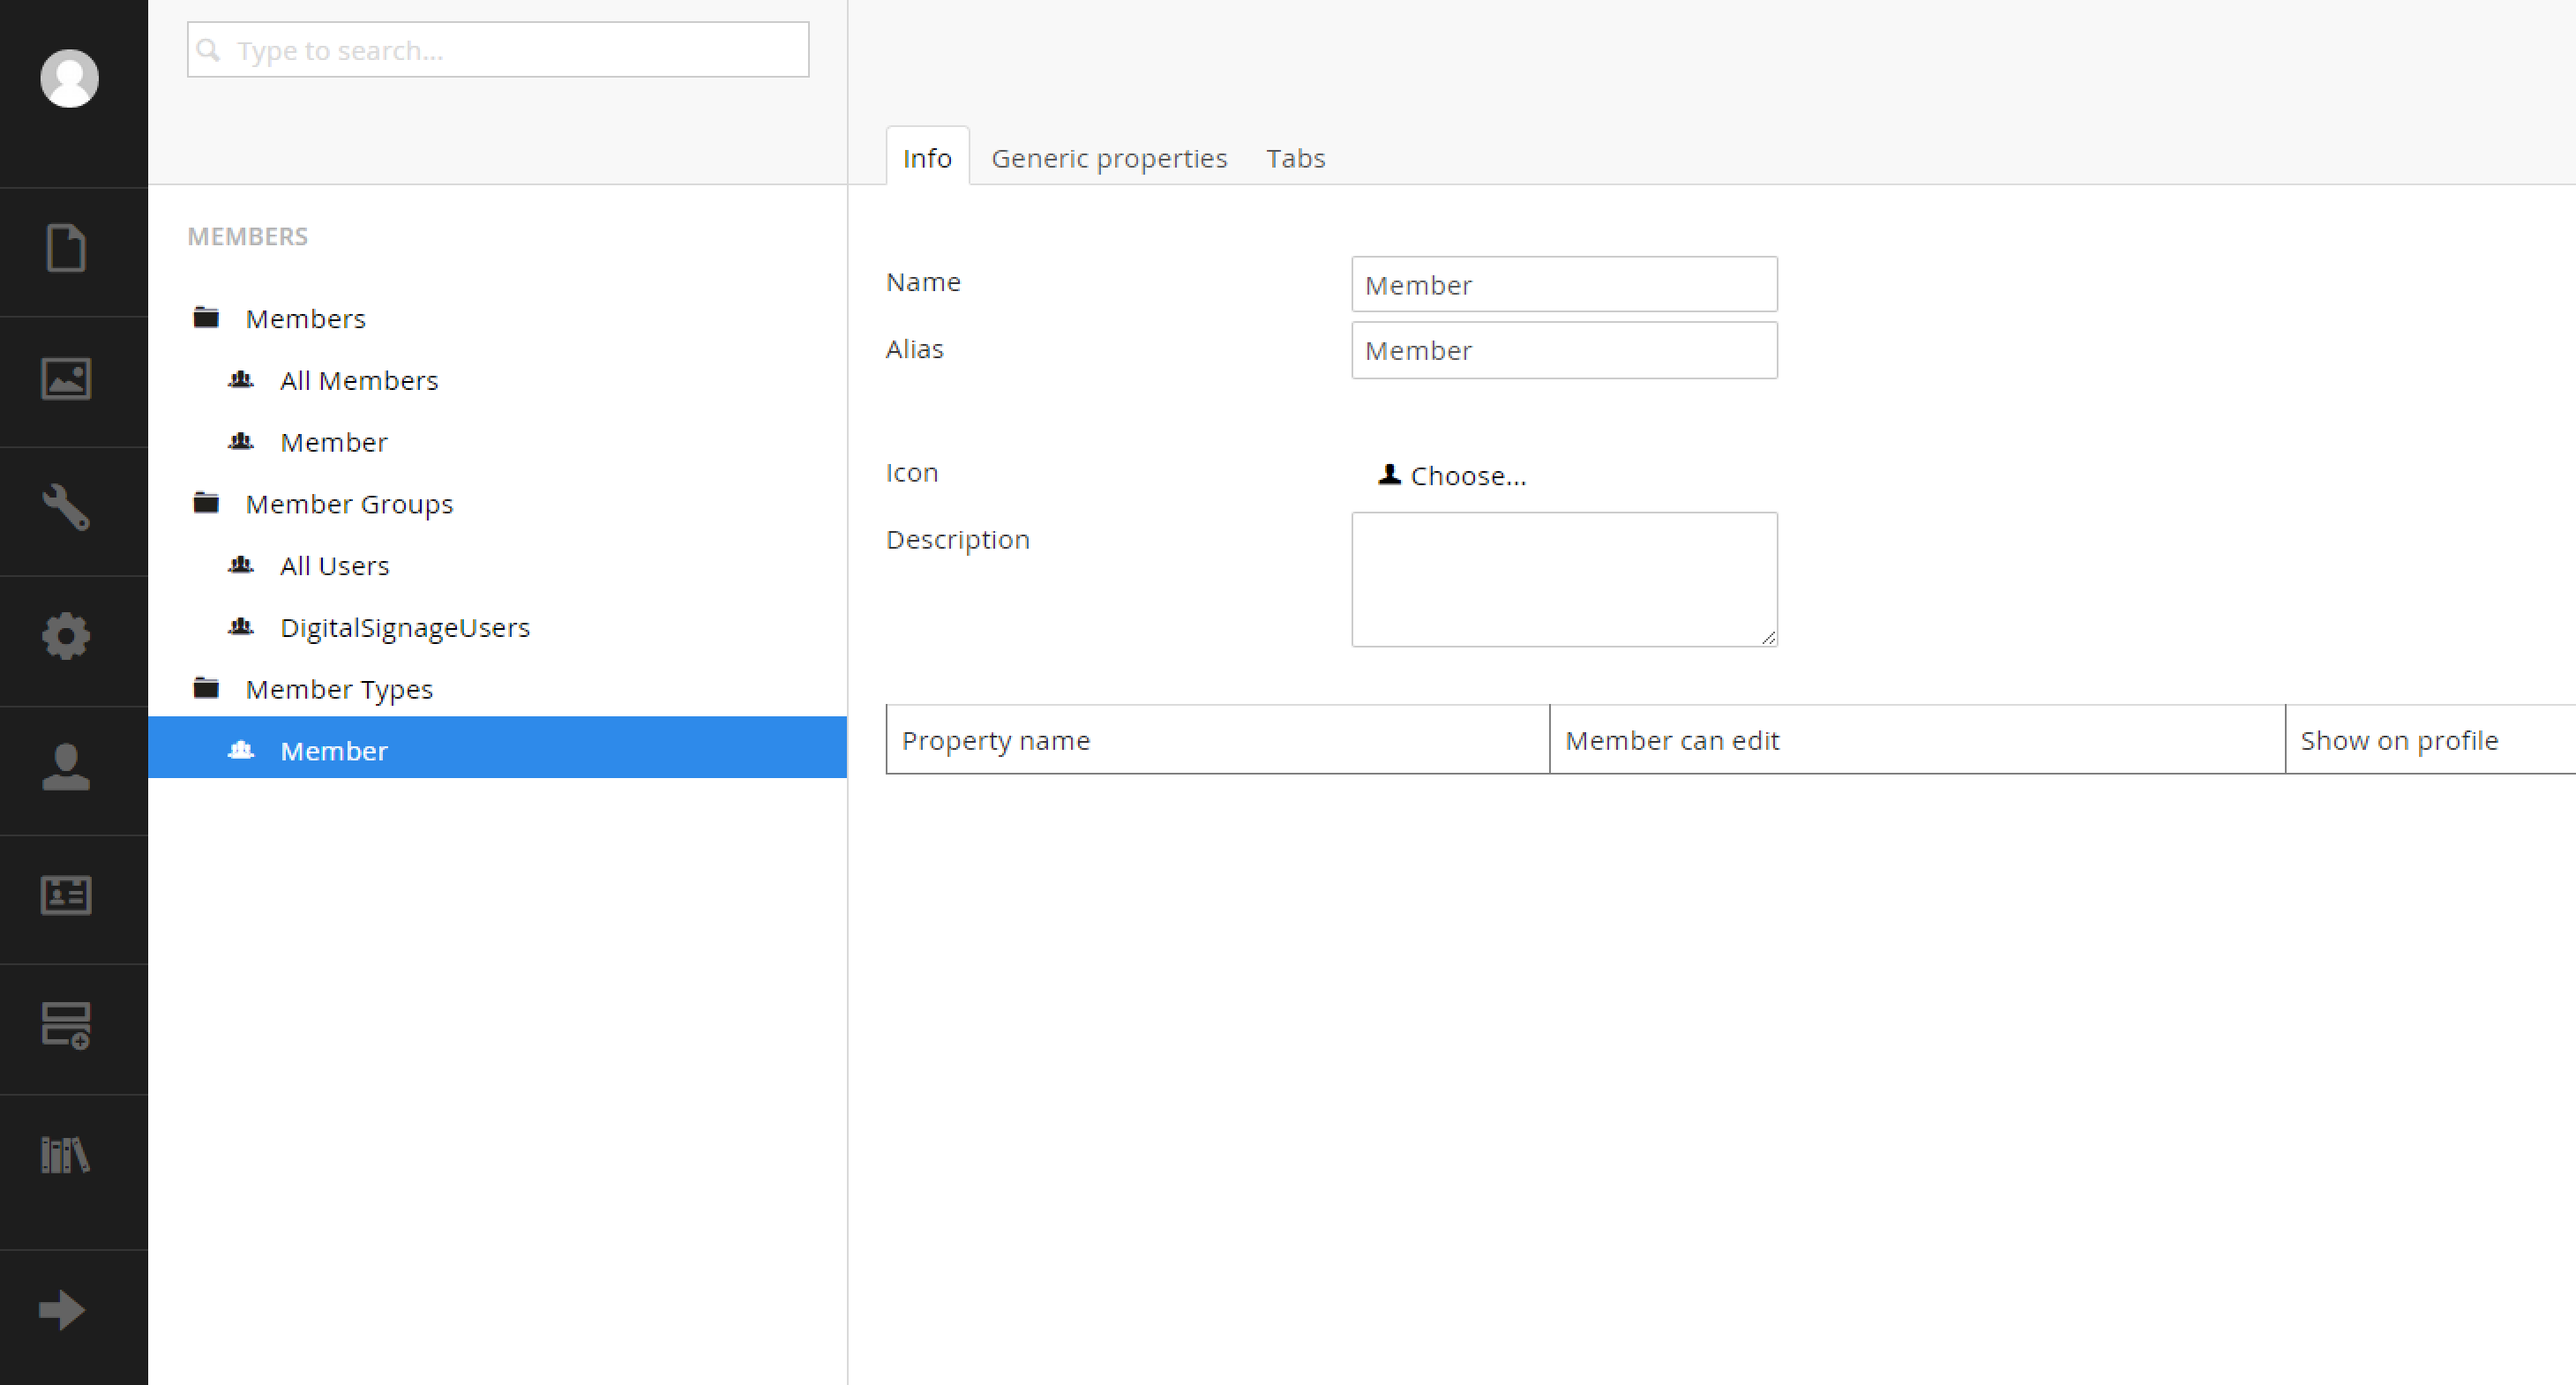 Type to search...
Info Generic properties Tabs
MEMBERS
Members
All Members
Member
Member Groups
All Users
DigitalSignageUsers
Member Types
Member
Name Member
Alias Member
Icon Choose...
Description
Property name Member can edit Show on profile